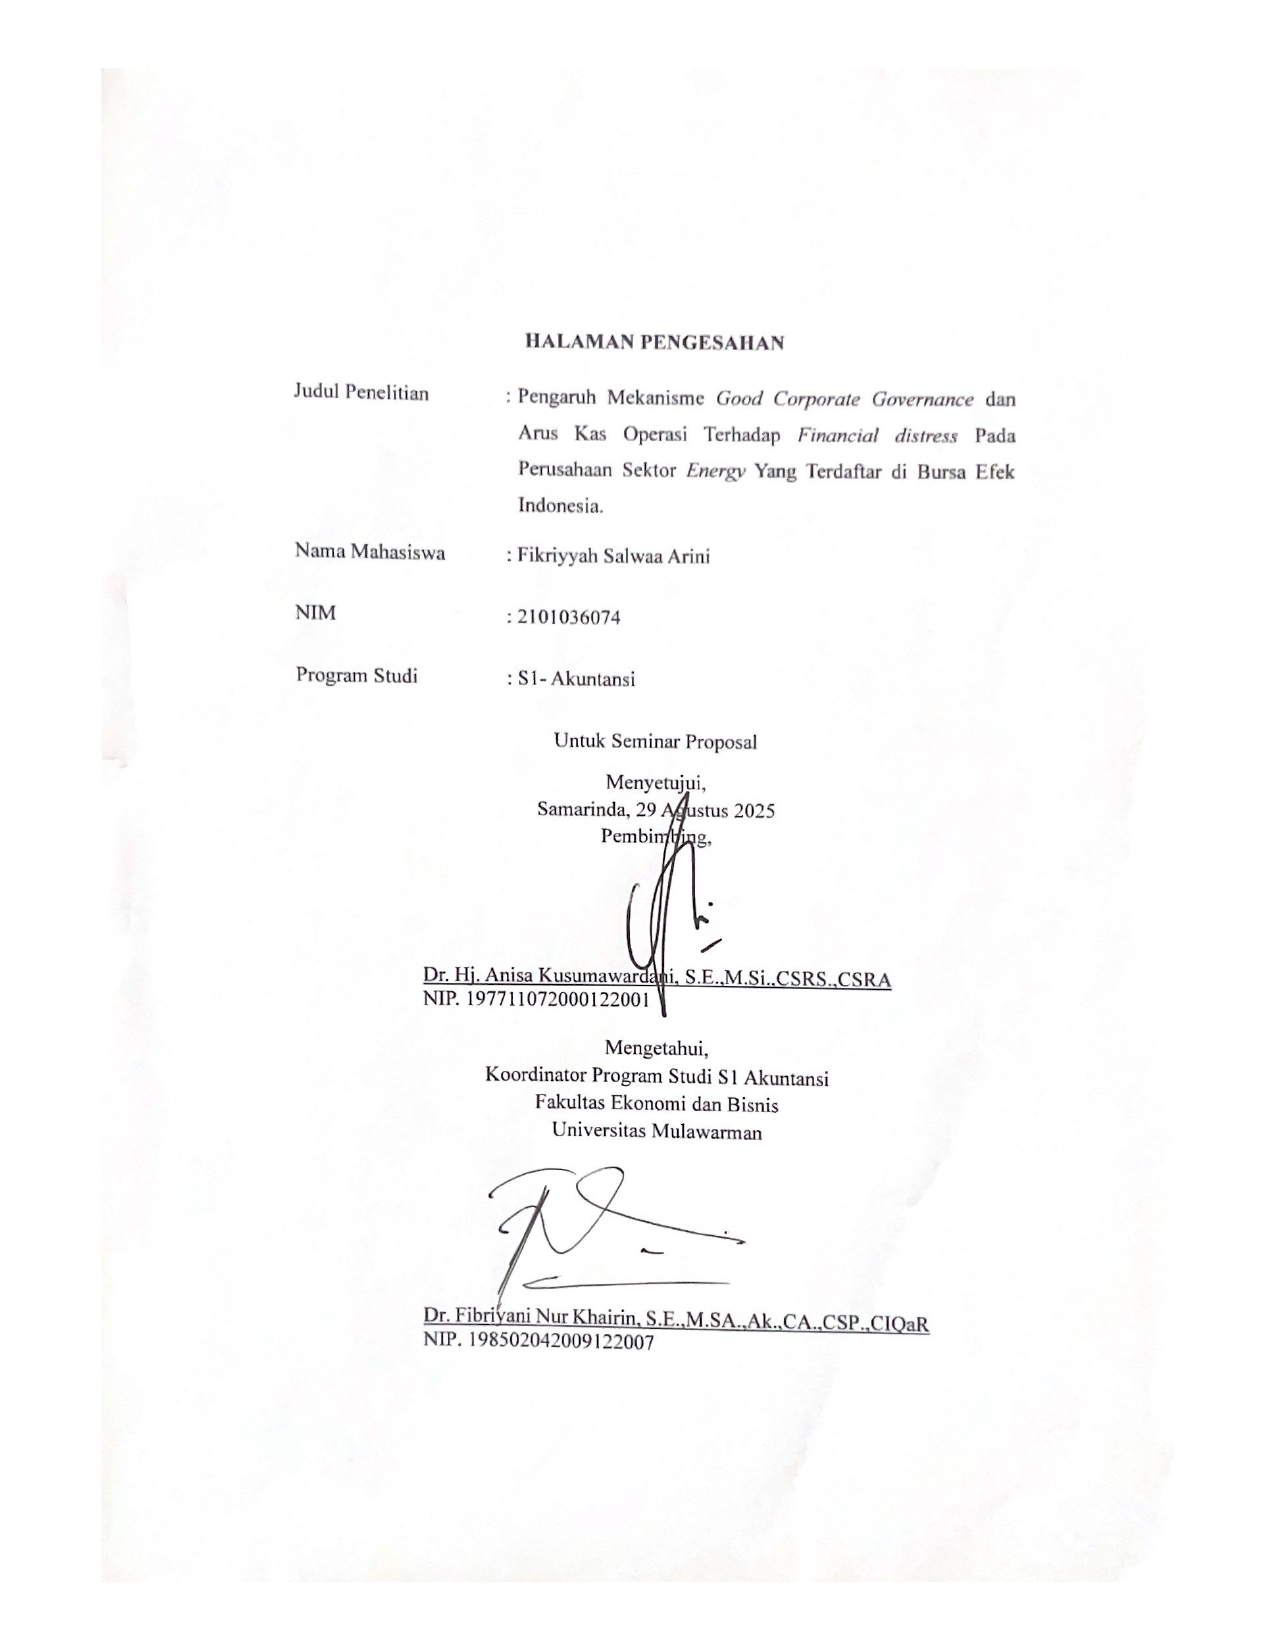 HALAMAN PENGESAHAN
Judul Penelitian : Pengaruh Mekanisme Good Corporate Governance dan
Arus Kas Operasi Terhadap Financial distress Pada
Perusahaan Sektor Energy Yang Terdaftar di Bursa Efek
Indonesia.
Nama Mahasiswa : Fikriyyah Salwaa Arini
NIM : 2101036074
Program Studi : S1- Akuntansi
Untuk Seminar Proposal
Menyetujui,
Samarinda, 29 Agustus 2025
Pembimbing,
Dr. Hj. Anisa Kusumawardani, S.E.,M.Si.,CSRS.,CSRA
NIP. 197711072000122001
Mengetahui,
Koordinator Program Studi S1 Akuntansi
Fakultas Ekonomi dan Bisnis
Universitas Mulawarman
Dr. Fibriyani Nur Khairin, S.E.,M.SA.,Ak.,CA.,CSP.,CIQaR
NIP. 198502042009122007